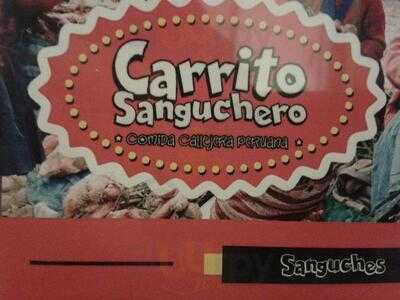 Carrito
Sanguchero
Comida Callejera Peruana
Sanguches